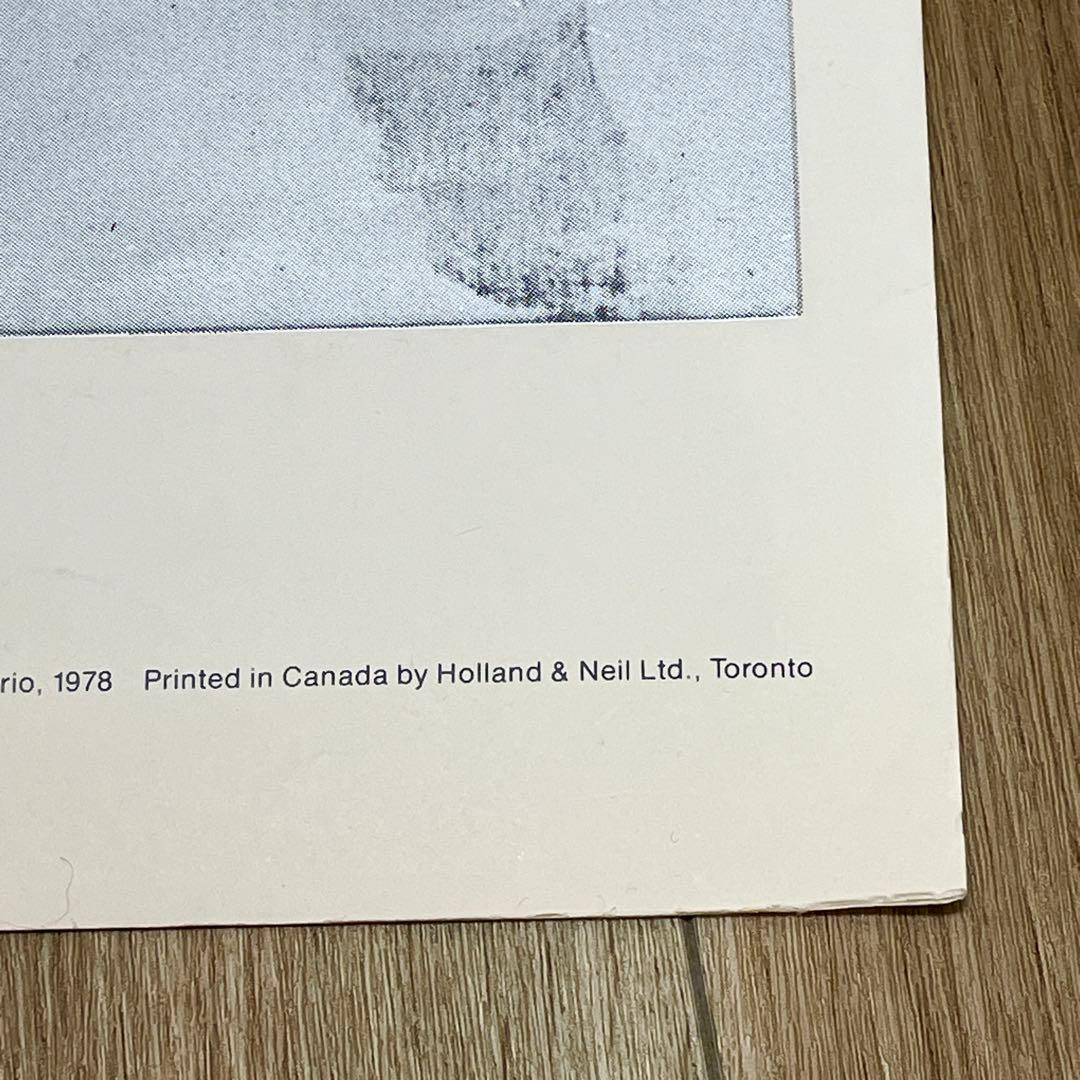 rio, 1978 Printed in Canada by Holland & Neil Ltd., Toronto